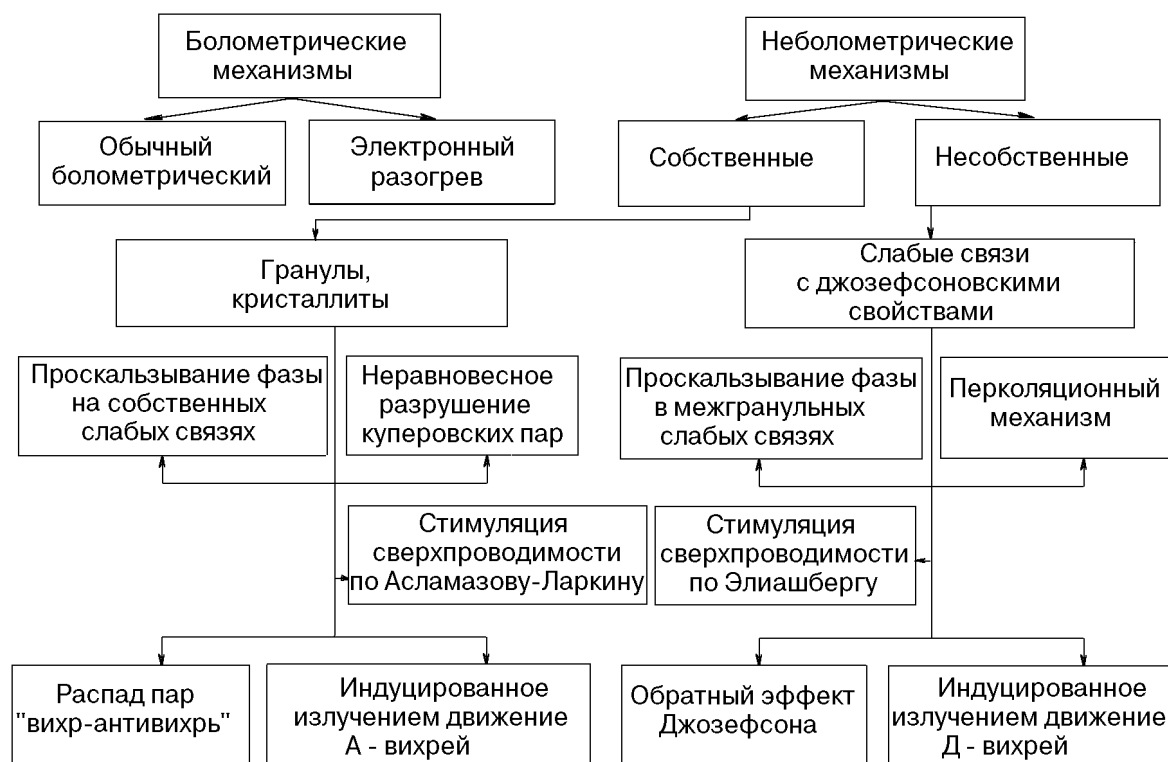 Болометрические
механизмы
Неболометрические
механизмы
Обычный
болометрический
Электронный
разогрев
Собственные
Несобственные
Гранулы,
кристаллиты
Слабые связи
с джозефсоновскими
свойствами
Проскальзывание фазы
на собственных
слабых связях
Неравновесное
разрушение
куперовских пар
Проскальзывание фазы
в межгранульных
слабых связях
Перколяционный
механизм
Стимуляция
сверхпроводимости
по Асламазову-Ларкину
Стимуляция
сверхпроводимости
по Элиашбергу
Распад пар
"вихр-антивихрь"
Индуцированное
излучением движение
А - вихрей
Обратный эффект
Джозефсона
Индуцированное
излучением движение
Д - вихрей